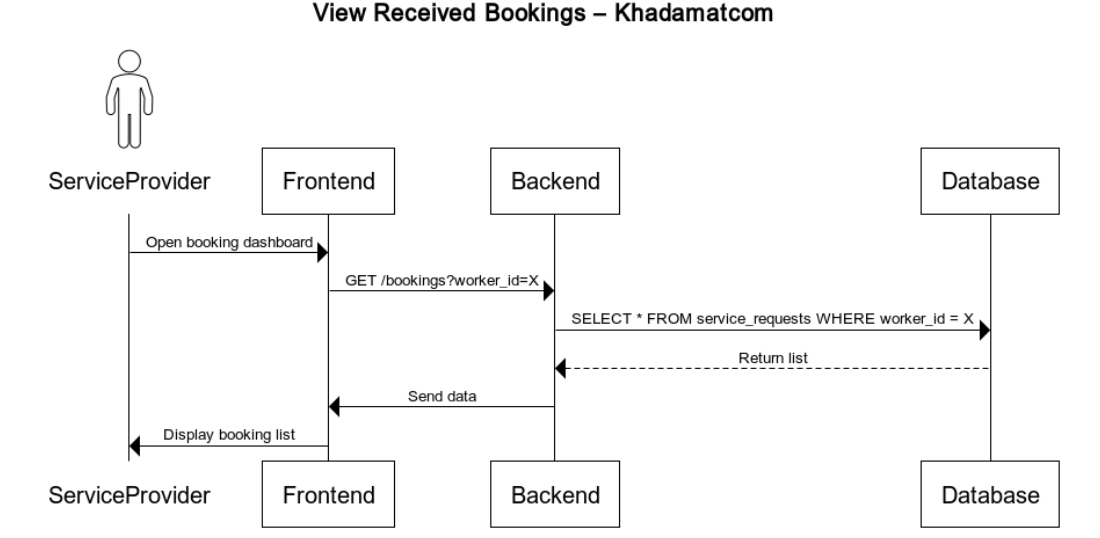 View Received Bookings – Khadamatcom
ServiceProvider
Frontend
Backend
Database
Open booking dashboard
GET /bookings?worker_id=X
SELECT * FROM service_requests WHERE worker_id = X
Return list
Send data
Display booking list
ServiceProvider
Frontend
Backend
Database